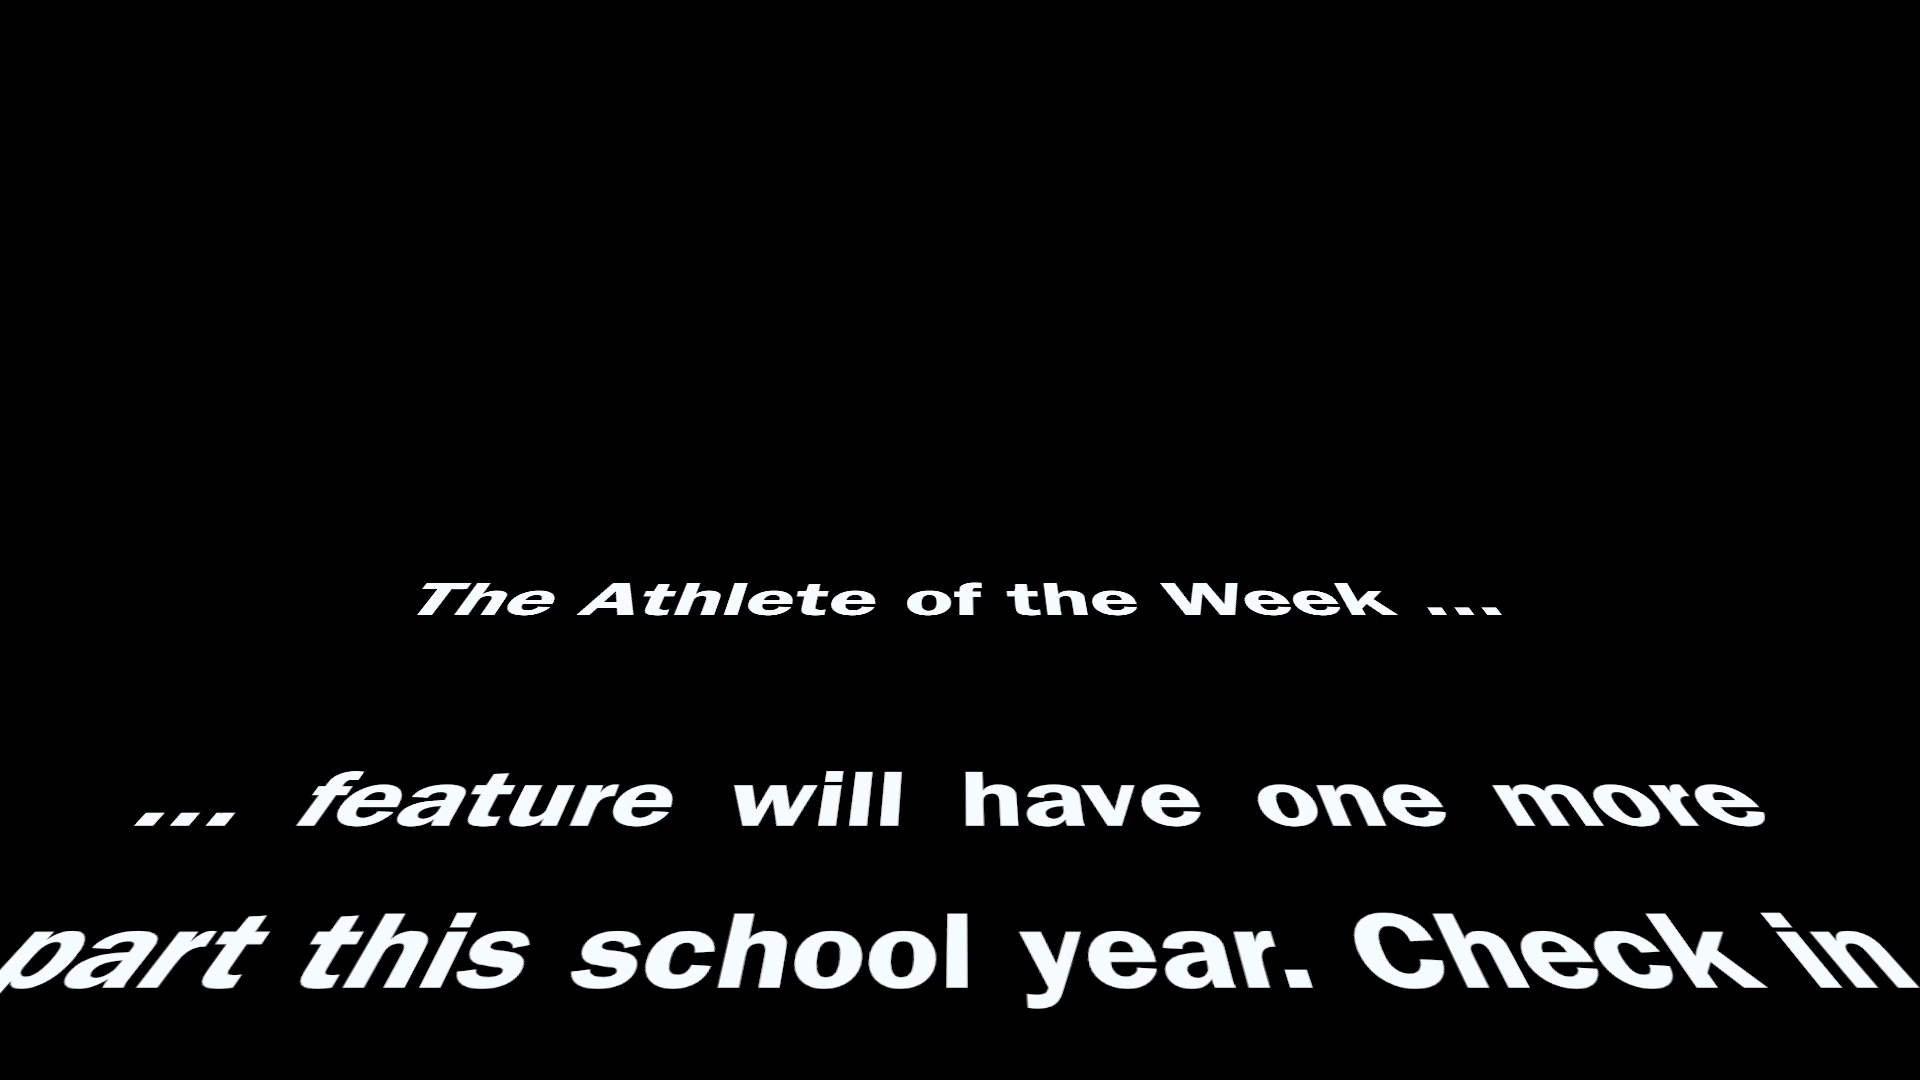 The Athlete of the Week ...
... feature will have one more
part this school year. Check in